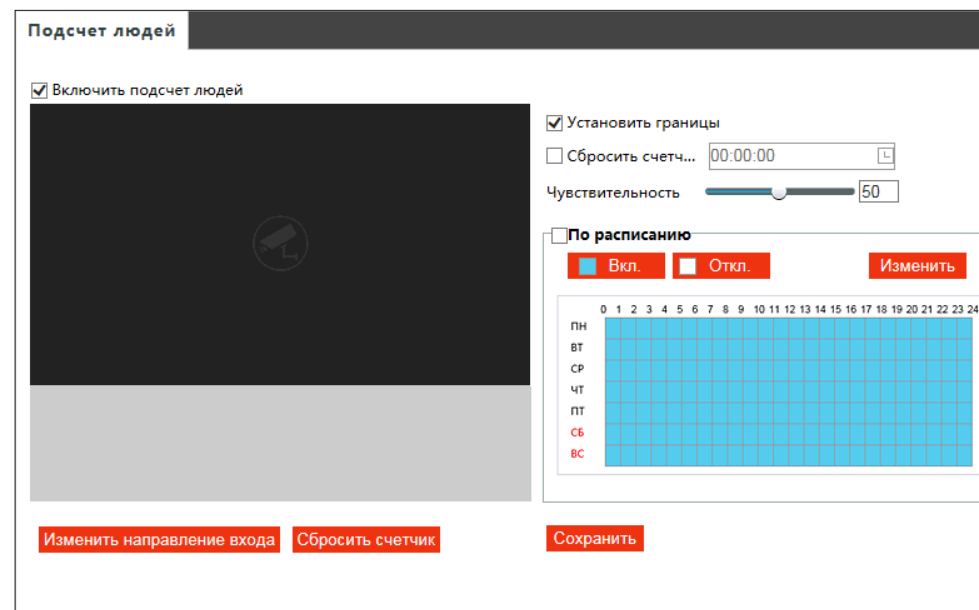 Подсчет людей
Включить подсчет людей
Установить границы
Сбросить счетч... 00:00:00
Чувствительность 50
По расписанию
Вкл. Откл. Изменить
0 1 2 3 4 5 6 7 8 9 10 11 12 13 14 15 16 17 18 19 20 21 22 23 24
ПН
ВТ
СР
ЧТ
ПТ
СБ
ВС
Изменить направление входа Сбросить счетчик Сохранить